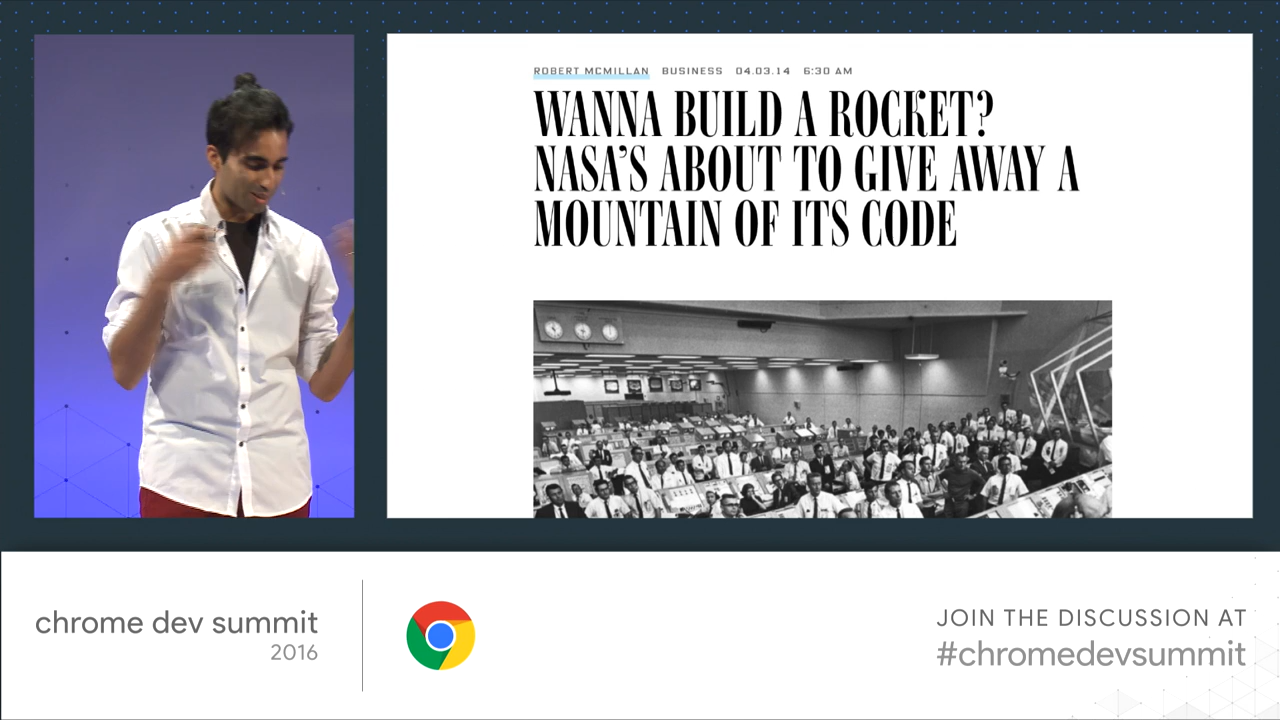 ROBERT MCMILLAN BUSINESS 04.03.14 6:30 AM
WANNA BUILD A ROCKET?
NASA'S ABOUT TO GIVE AWAY A
MOUNTAIN OF ITS CODE
chrome dev summit
2016
JOIN THE DISCUSSION AT
#chromedevsummit